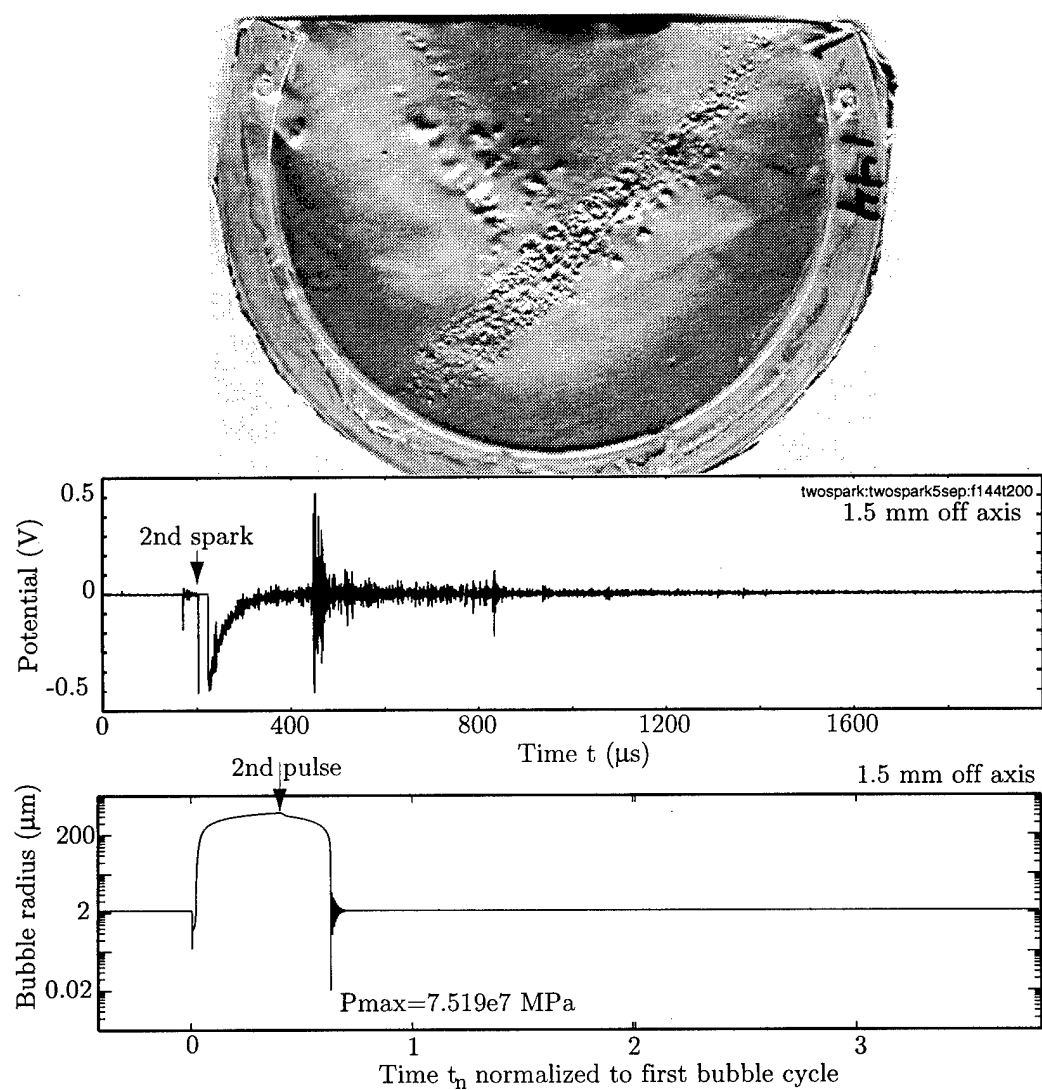 144
0.5
twospark:twospark5sep:f144t200
1.5 mm off axis
2nd spark
Potential (V)
0
-0.5
0 400 800 1200 1600
Time t (µs)
2nd pulse
1.5 mm off axis
Bubble radius (µm)
200
2
0.02
Pmax=7.519e7 MPa
0 1 2 3
Time tn normalized to first bubble cycle